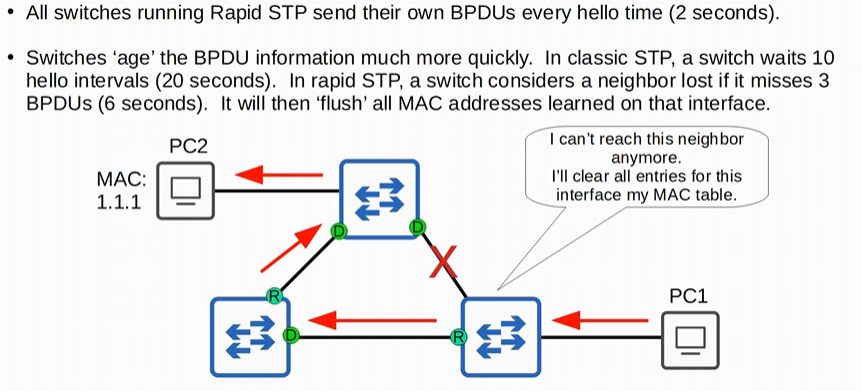 • All switches running Rapid STP send their own BPDUs every hello time (2 seconds).
• Switches ‘age’ the BPDU information much more quickly.  In classic STP, a switch waits 10
hello intervals (20 seconds).  In rapid STP, a switch considers a neighbor lost if it misses 3
BPDUs (6 seconds).  It will then ‘flush’ all MAC addresses learned on that interface.
PC2
I can’t reach this neighbor
anymore.
I’ll clear all entries for this
interface my MAC table.
MAC:
1.1.1
D
D
R
PC1
D
R